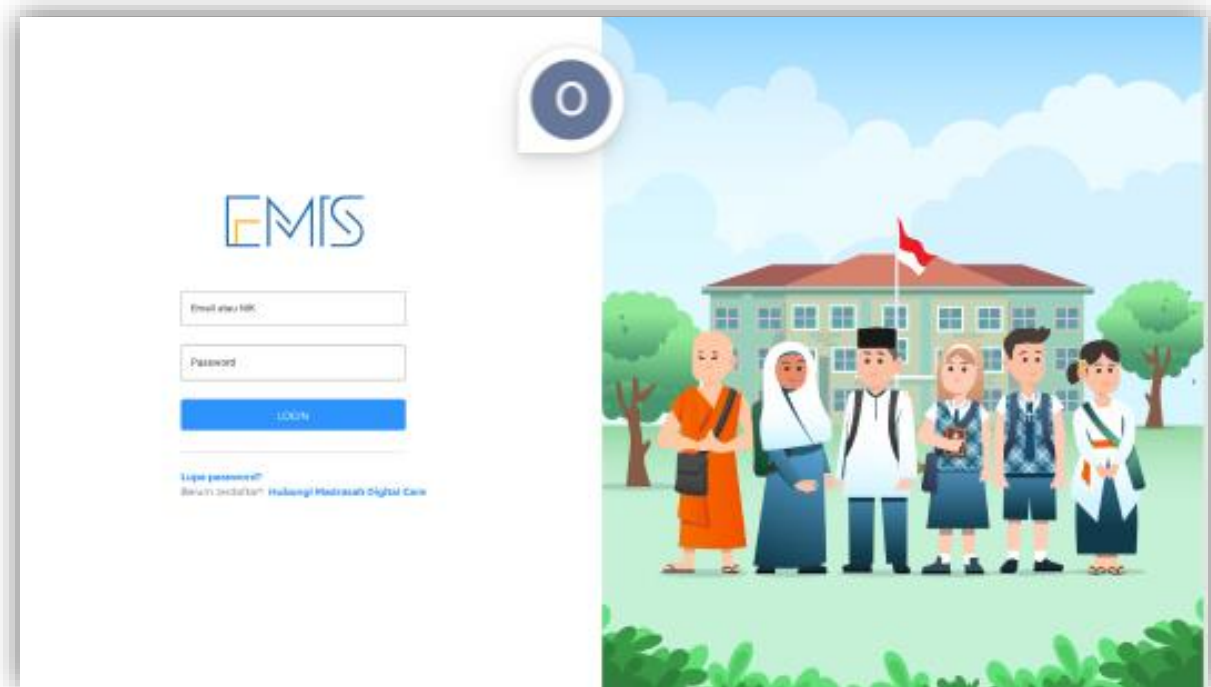 O
EMIS
Email atau NIK
Password
LOGIN
Lupa password?
Belum terdaftar? Hubungi Madrasah Digital Care